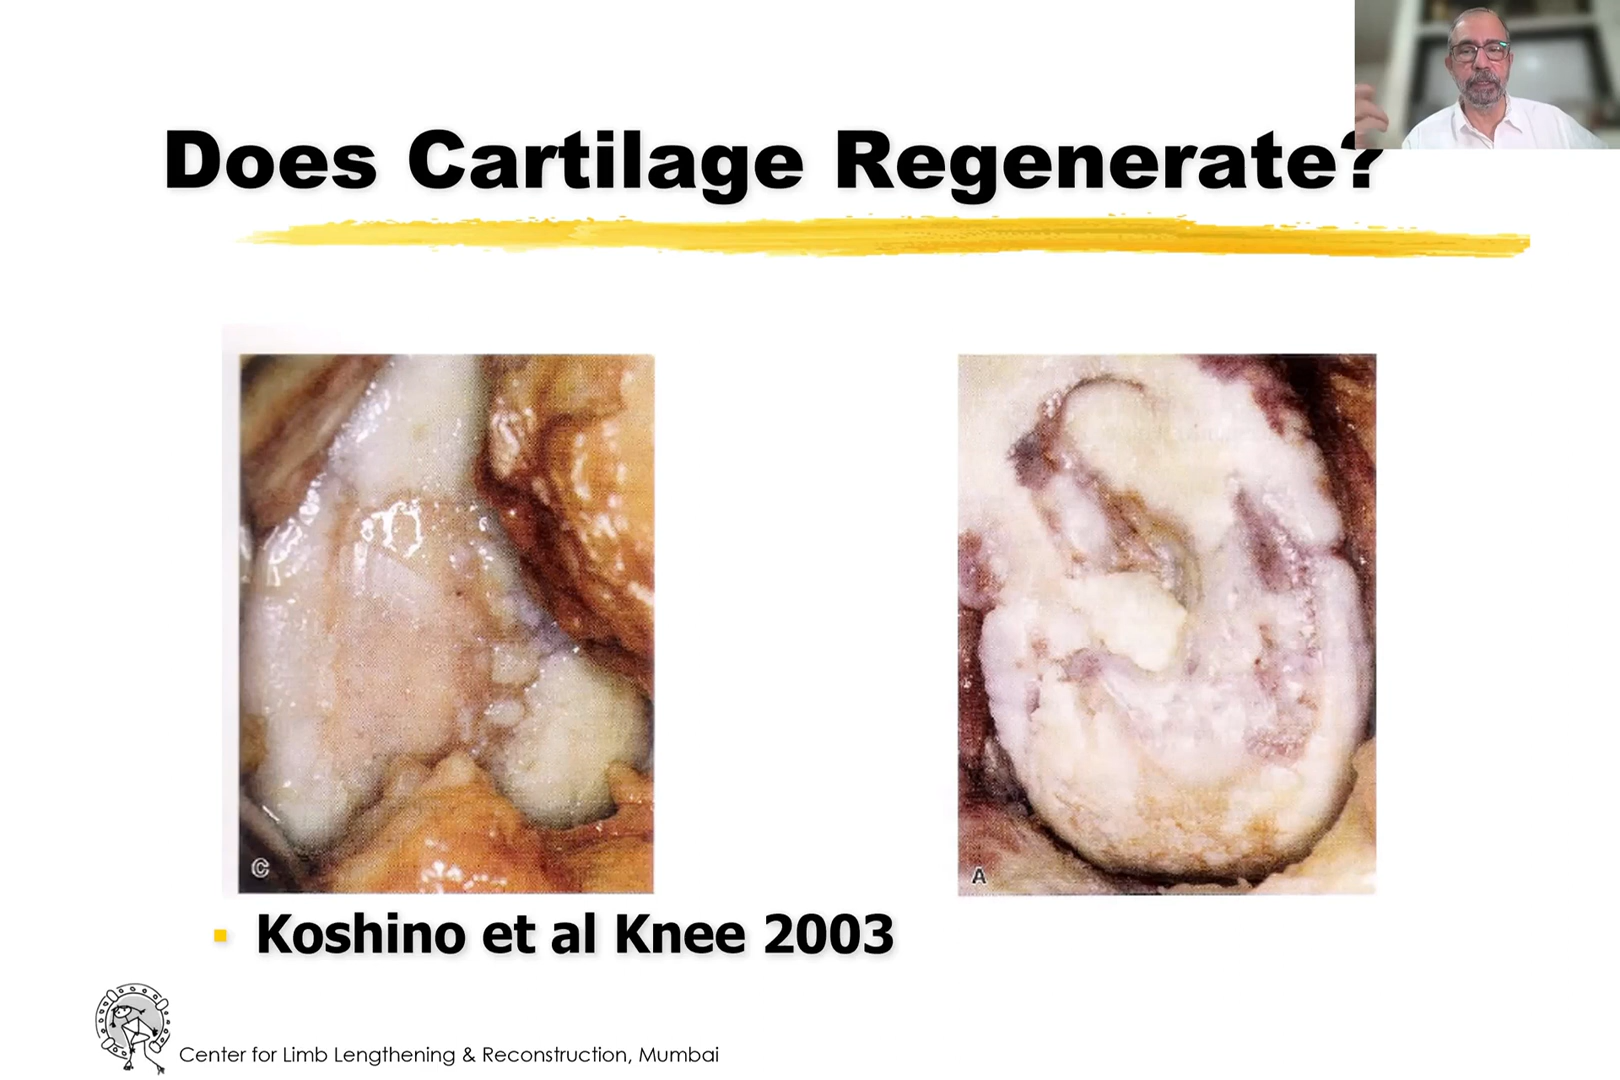 Does Cartilage Regenerate?
C
A
Koshino et al Knee 2003
Center for Limb Lengthening & Reconstruction, Mumbai